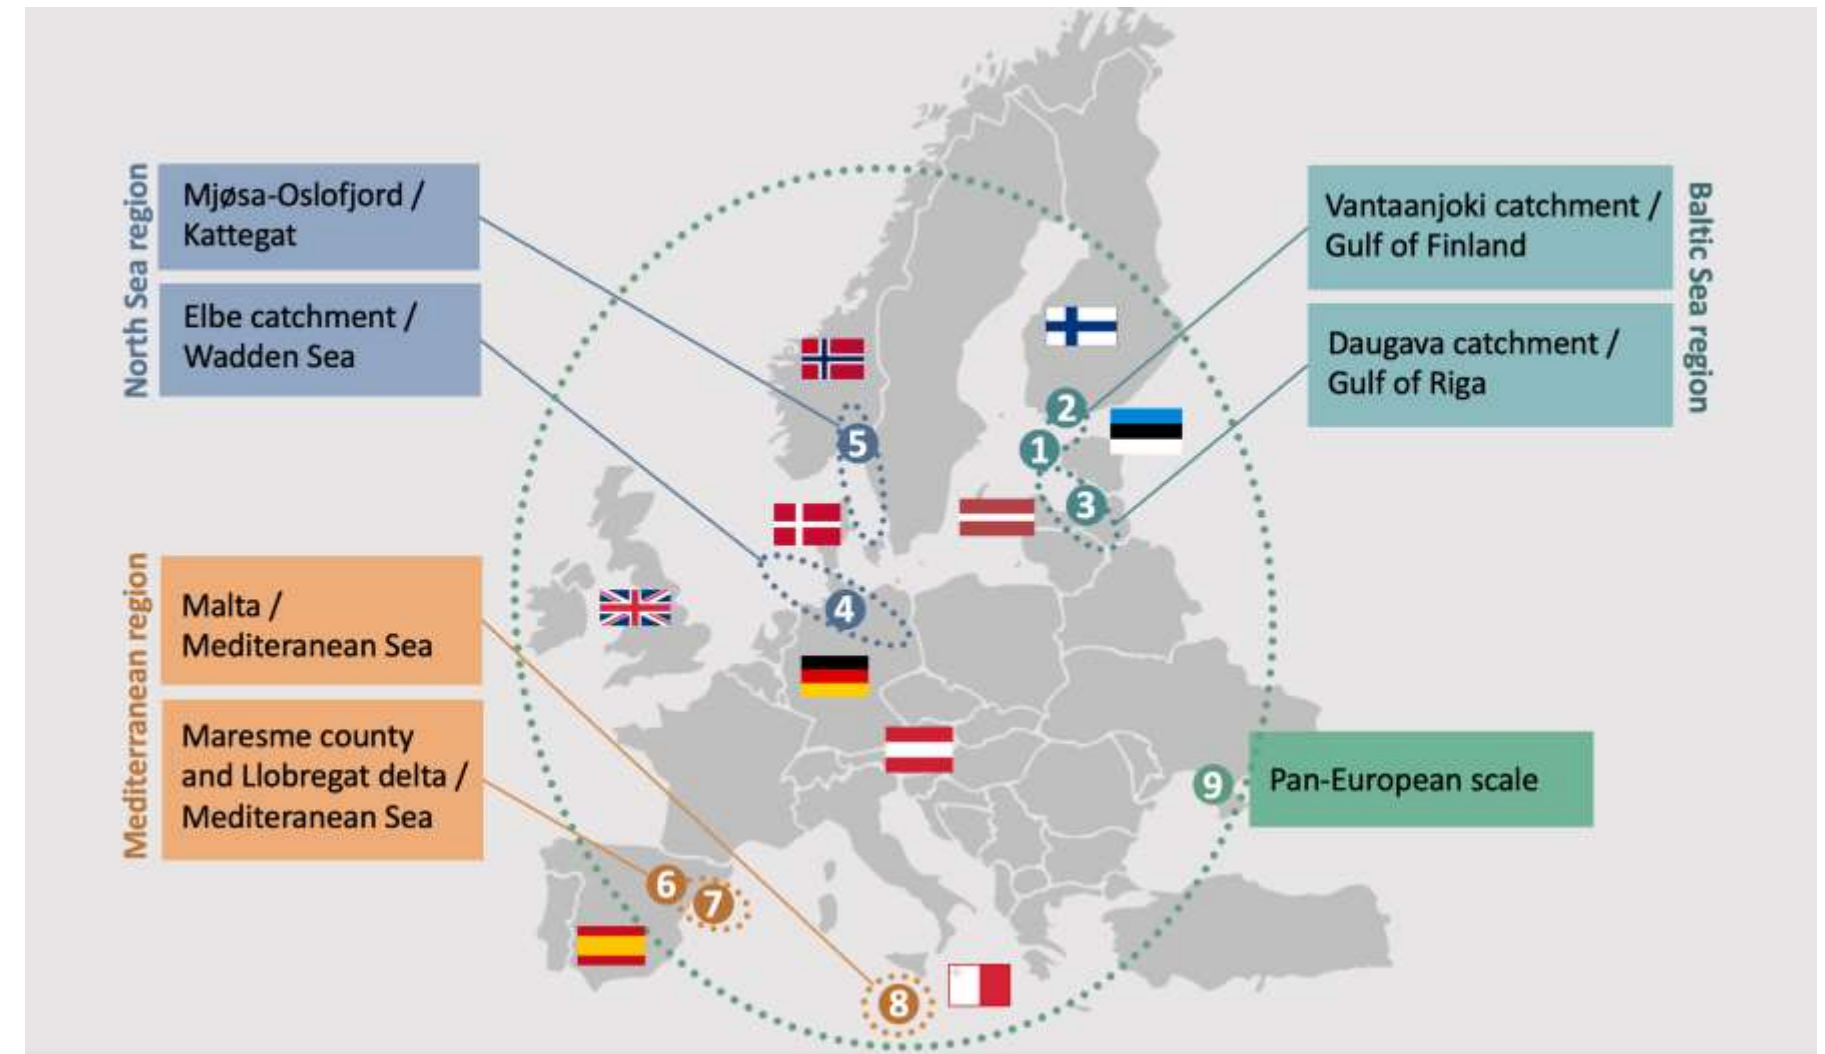 North Sea region
Mjøsa-Oslofjord /
Kattegat
Elbe catchment /
Wadden Sea
Mediterranean region
Malta /
Mediteranean Sea
Maresme county
and Llobregat delta /
Mediteranean Sea
Baltic Sea region
Vantaanjoki catchment /
Gulf of Finland
Daugava catchment /
Gulf of Riga
Pan-European scale
2
5
1
3
4
9
6
7
8